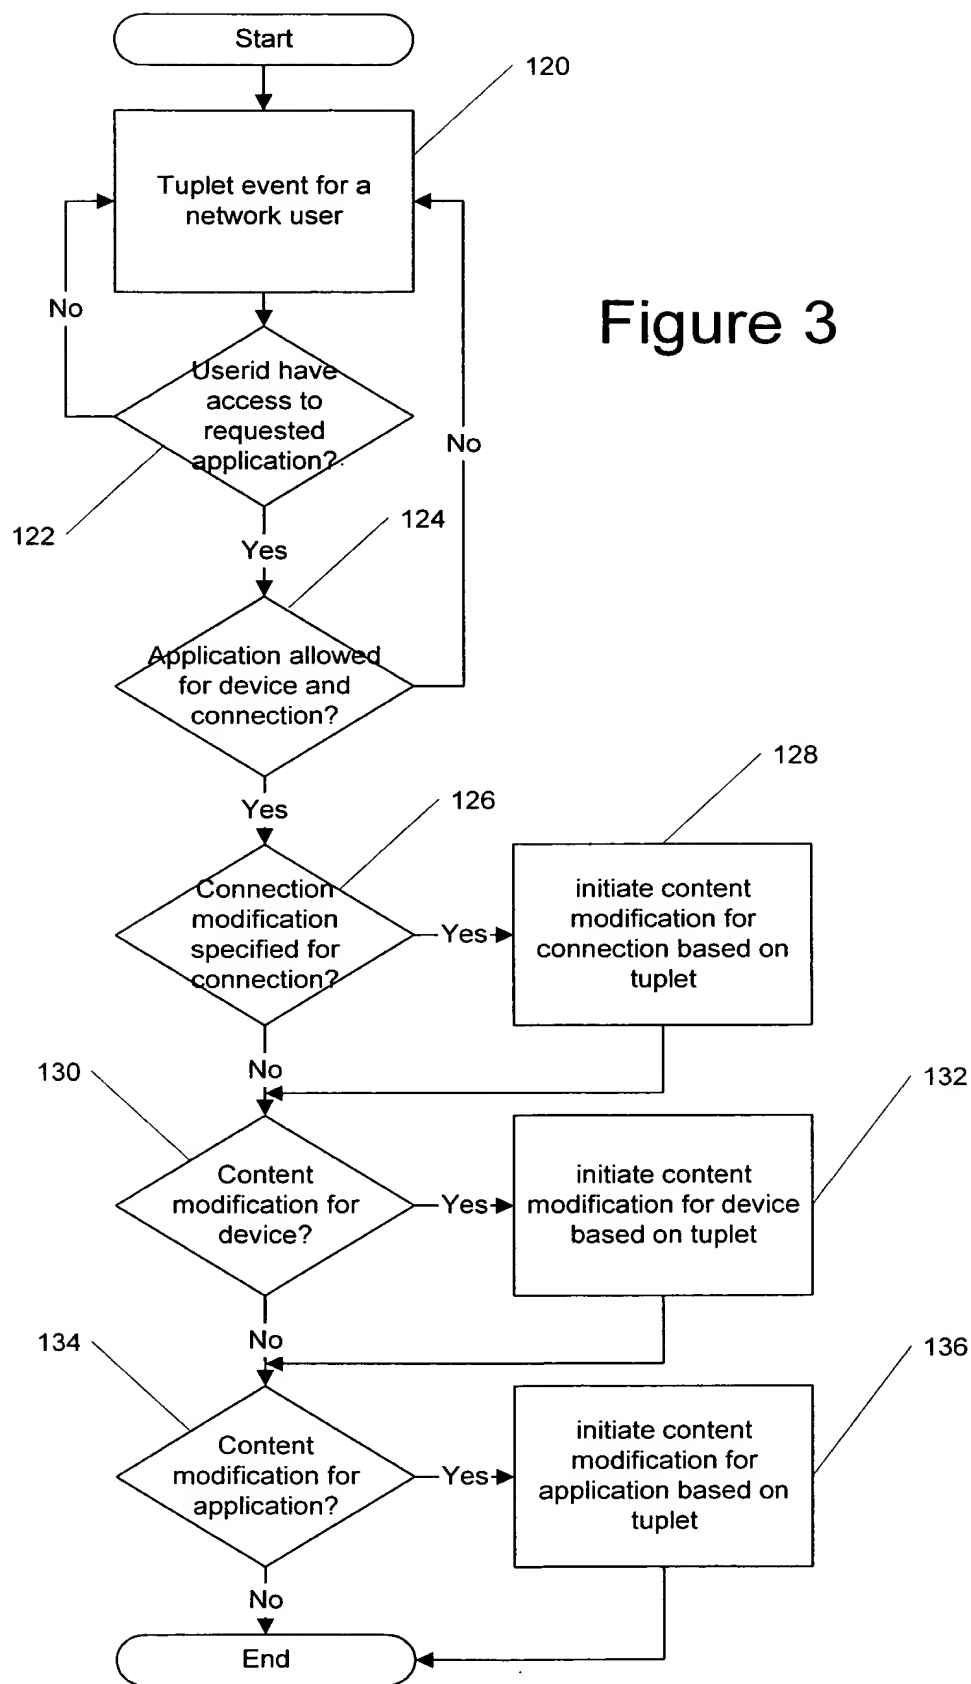 Start
120
Tuplet event for a
network user
No
Figure 3
Userid have
access to
requested
application?
No
122
124
Yes
Application allowed
for device and
connection?
128
Yes
126
Connection
modification
specified for
connection?
Yes
initiate content
modification for
connection based on
tuplet
No
130
132
Content
modification for
device?
Yes
initiate content
modification for device
based on tuplet
No
134
136
Content
modification for
application?
Yes
initiate content
modification for
application based on
tuplet
No
End